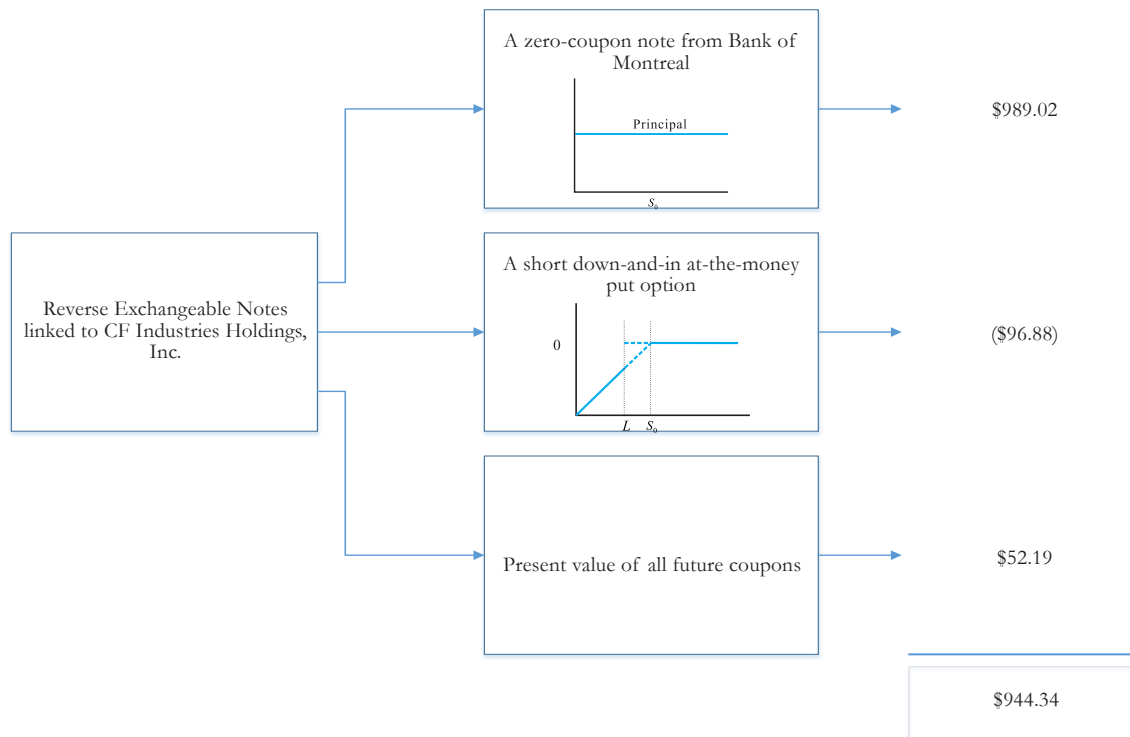 A zero-coupon note from Bank of
Montreal
Principal
S₀
$989.02
Reverse Exchangeable Notes
linked to CF Industries Holdings,
Inc.
A short down-and-in at-the-money
put option
0
L S₀
($96.88)
Present value of all future coupons
$52.19
$944.34